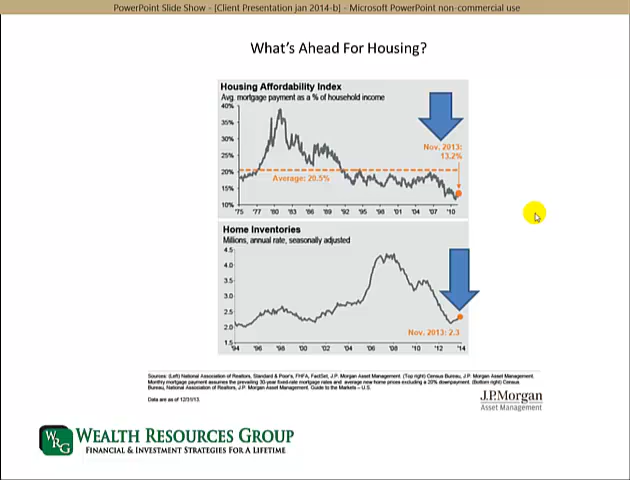 PowerPoint Slide Show - [Client Presentation jan 2014-b] - Microsoft PowerPoint non-commercial use
What's Ahead For Housing?
Housing Affordability Index
Avg. mortgage payment as a % of household income
40%
35%
30%
25%
20%
15%
10%
Nov. 2013:
13.2%
Average: 20.5%
'75 '77 '80 '83 '86 '89 '92 '95 '98 '01 '04 '07 '10
Home Inventories
Millions, annual rate, seasonally adjusted
4.5
4.0
3.5
3.0
2.5
2.0
1.5
Nov. 2013: 2.3
'94 '96 '98 '00 '02 '04 '06 '08 '10 '12 '14
Sources: (Left) National Association of Realtors, Standard & Poor's, FHFA, FactSet, J.P. Morgan Asset Management. (Top right) Census Bureau, J.P. Morgan Asset Management.
Monthly mortgage payment assumes the prevailing 30-year fixed-rate mortgage rates and average new home prices excluding a 20% downpayment. (Bottom right) Census
Bureau, National Association of Realtors, J.P. Morgan Asset Management. Guide to the Markets – U.S.
Data are as of 12/31/13.
J.P.Morgan
Asset Management
WRG
WEALTH RESOURCES GROUP
FINANCIAL & INVESTMENT STRATEGIES FOR A LIFETIME